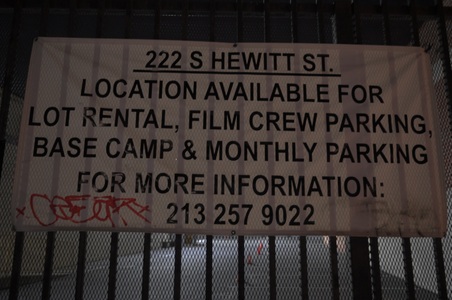 222 S HEWITT ST.
LOCATION AVAILABLE FOR
LOT RENTAL, FILM CREW PARKING,
BASE CAMP & MONTHLY PARKING
FOR MORE INFORMATION:
213 257 9022